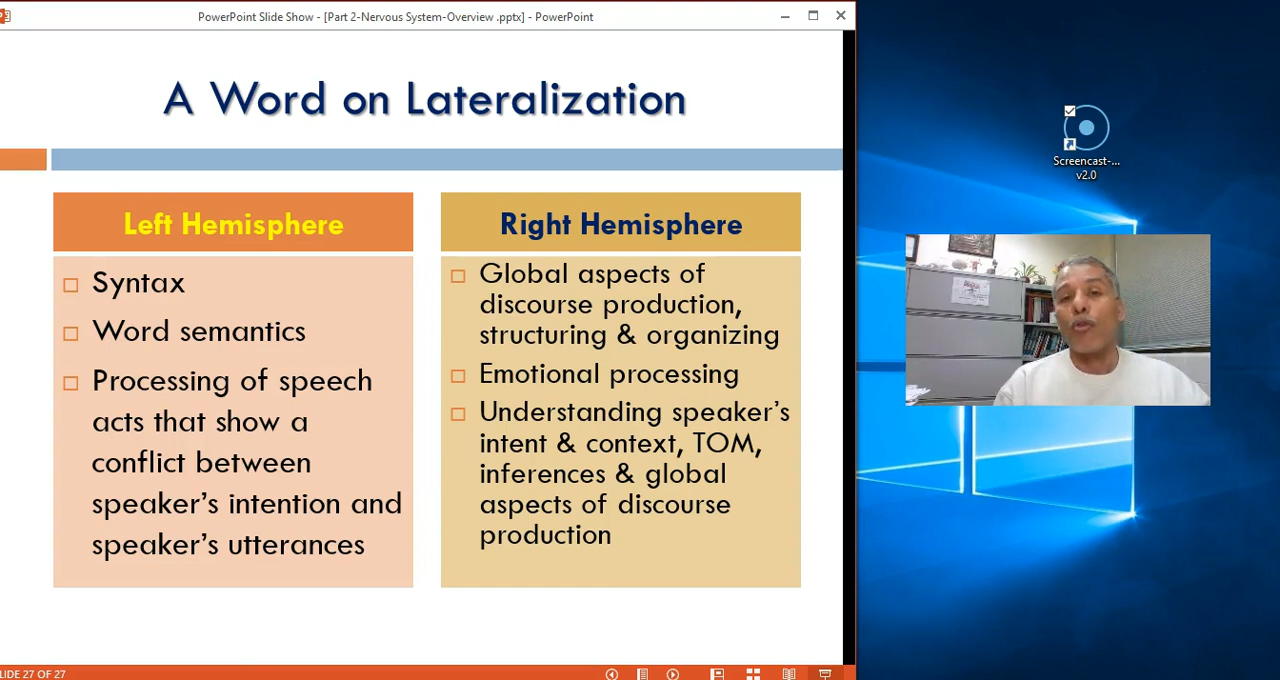 PowerPoint Slide Show - [Part 2-Nervous System-Overview .pptx] - PowerPoint
A Word on Lateralization
Left Hemisphere
Syntax
Word semantics
Processing of speech
acts that show a
conflict between
speaker's intention and
speaker's utterances
Right Hemisphere
Global aspects of
discourse production,
structuring & organizing
Emotional processing
Understanding speaker's
intent & context, TOM,
inferences & global
aspects of discourse
production
Screencast-...
v2.0
SLIDE 27 OF 27